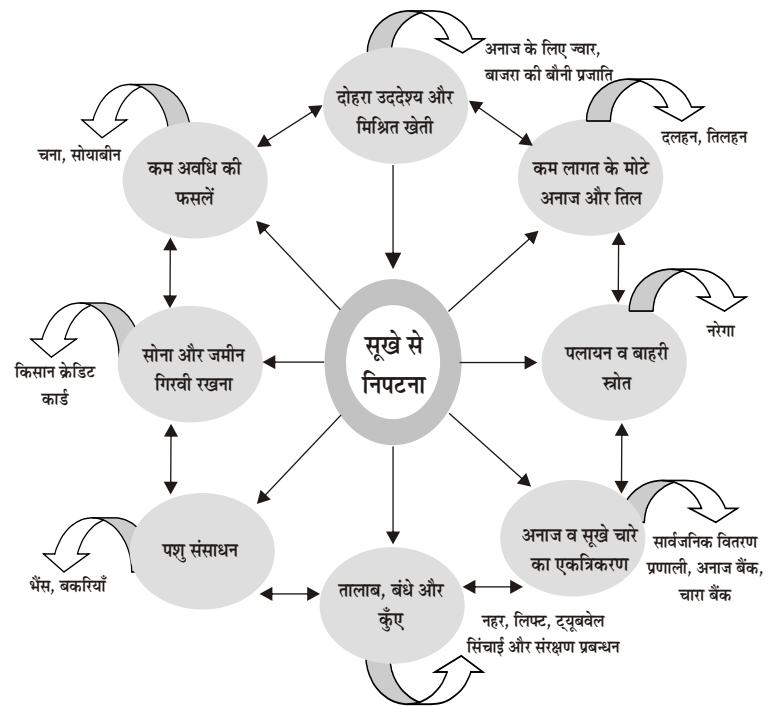 अनाज के लिए ज्वार,
बाजरा की बौनी प्रजाति
दोहरा उददेश्य और
मिश्रित खेती
दलहन, तिलहन
चना, सोयाबीन
कम अवधि की
फसलें
कम लागत के मोटे
अनाज और तिल
नरेगा
सूखे से
निपटना
सोना और जमीन
गिरवी रखना
पलायन व बाहरी
स्त्रोत
किसान क्रेडिट
कार्ड
पशु संसाधन
अनाज व सूखे चारे
का एकत्रिकरण
सार्वजनिक वितरण
प्रणाली, अनाज बैंक,
चारा बैंक
भैंस, बकरियाँ
तालाब, बंधे और
कुँए
नहर, लिफ्ट, ट्यूबवेल
सिंचाई और संरक्षण प्रबन्धन